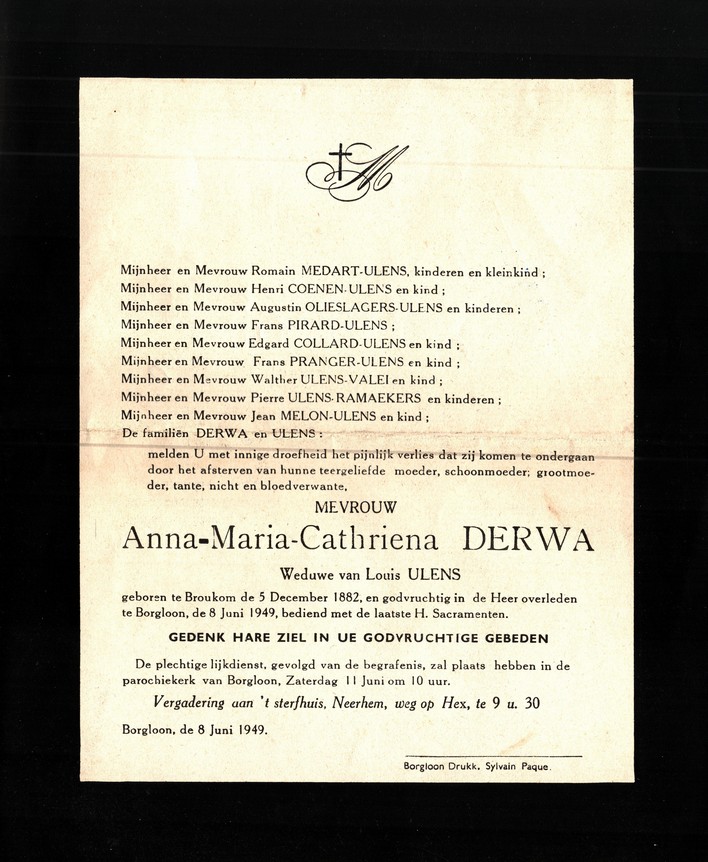 M
Mijnheer en Mevrouw Romain MEDART-ULENS, kinderen en kleinkind ;
Mijnheer en Mevrouw Henri COENEN-ULENS en kind ;
Mijnheer en Mevrouw Augustin OLIESLAGERS-ULENS en kinderen ;
Mijnheer en Mevrouw Frans PIRARD-ULENS ;
Mijnheer en Mevrouw Edgard COLLARD-ULENS en kind ;
Mijnheer en Mevrouw Frans PRANGER-ULENS en kind ;
Mijnheer en Mevrouw Walther ULENS-VALEI en kind ;
Mijnheer en Mevrouw Pierre ULENS-RAMAEKERS en kinderen ;
Mijnheer en Mevrouw Jean MELON-ULENS en kind ;
De familiën DERWA en ULENS :
melden U met innige droefheid het pijnlijk verlies dat zij komen te ondergaan
door het afsterven van hunne teergeliefde moeder, schoonmoeder; grootmoe-
der, tante, nicht en bloedverwante,
MEVROUW
Anna-Maria-Cathriena DERWA
Weduwe van Louis ULENS
geboren te Broukom de 5 December 1882, en godvruchtig in de Heer overleden
te Borgloon, de 8 Juni 1949, bediend met de laatste H. Sacramenten.
GEDENK HARE ZIEL IN UE GODVRUCHTIGE GEBEDEN
De plechtige lijkdienst, gevolgd van de begrafenis, zal plaats hebben in de
parochiekerk van Borgloon, Zaterdag 11 Juni om 10 uur.
Vergadering aan 't sterfhuis, Neerhem, weg op Hex, te 9 u. 30
Borgloon, de 8 Juni 1949.
Borgloon Drukk. Sylvain Paque.